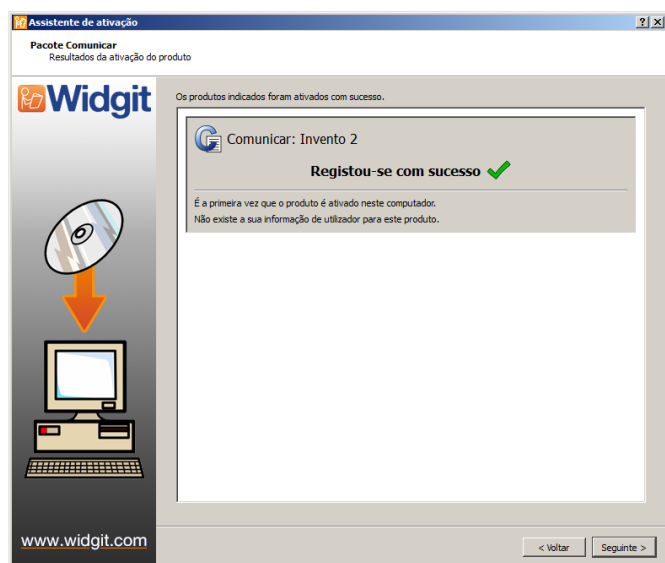 Assistente de ativação
Pacote Comunicar
Resultados da ativação do produto
Widgit
Os produtos indicados foram ativados com sucesso.
Comunicar: Invento 2
Registou-se com sucesso
É a primeira vez que o produto é ativado neste computador.
Não existe a sua informação de utilizador para este produto.
www.widgit.com
< Voltar
Seguinte >